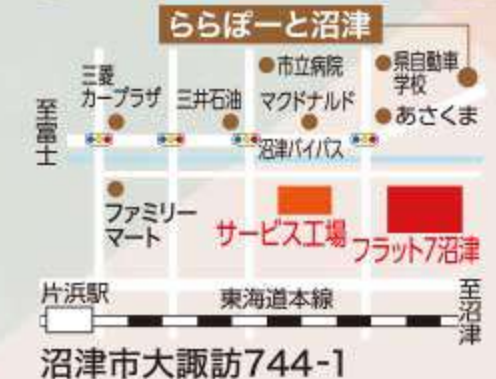 ららぽーと沼津
市立病院
県自動車
学校
三菱
カープラザ
三井石油
マクドナルド
あさくま
至富士
沼津バイパス
ファミリー
マート
サービス工場
フラット7沼津
片浜駅
東海道本線
至沼津
沼津市大諏訪744-1